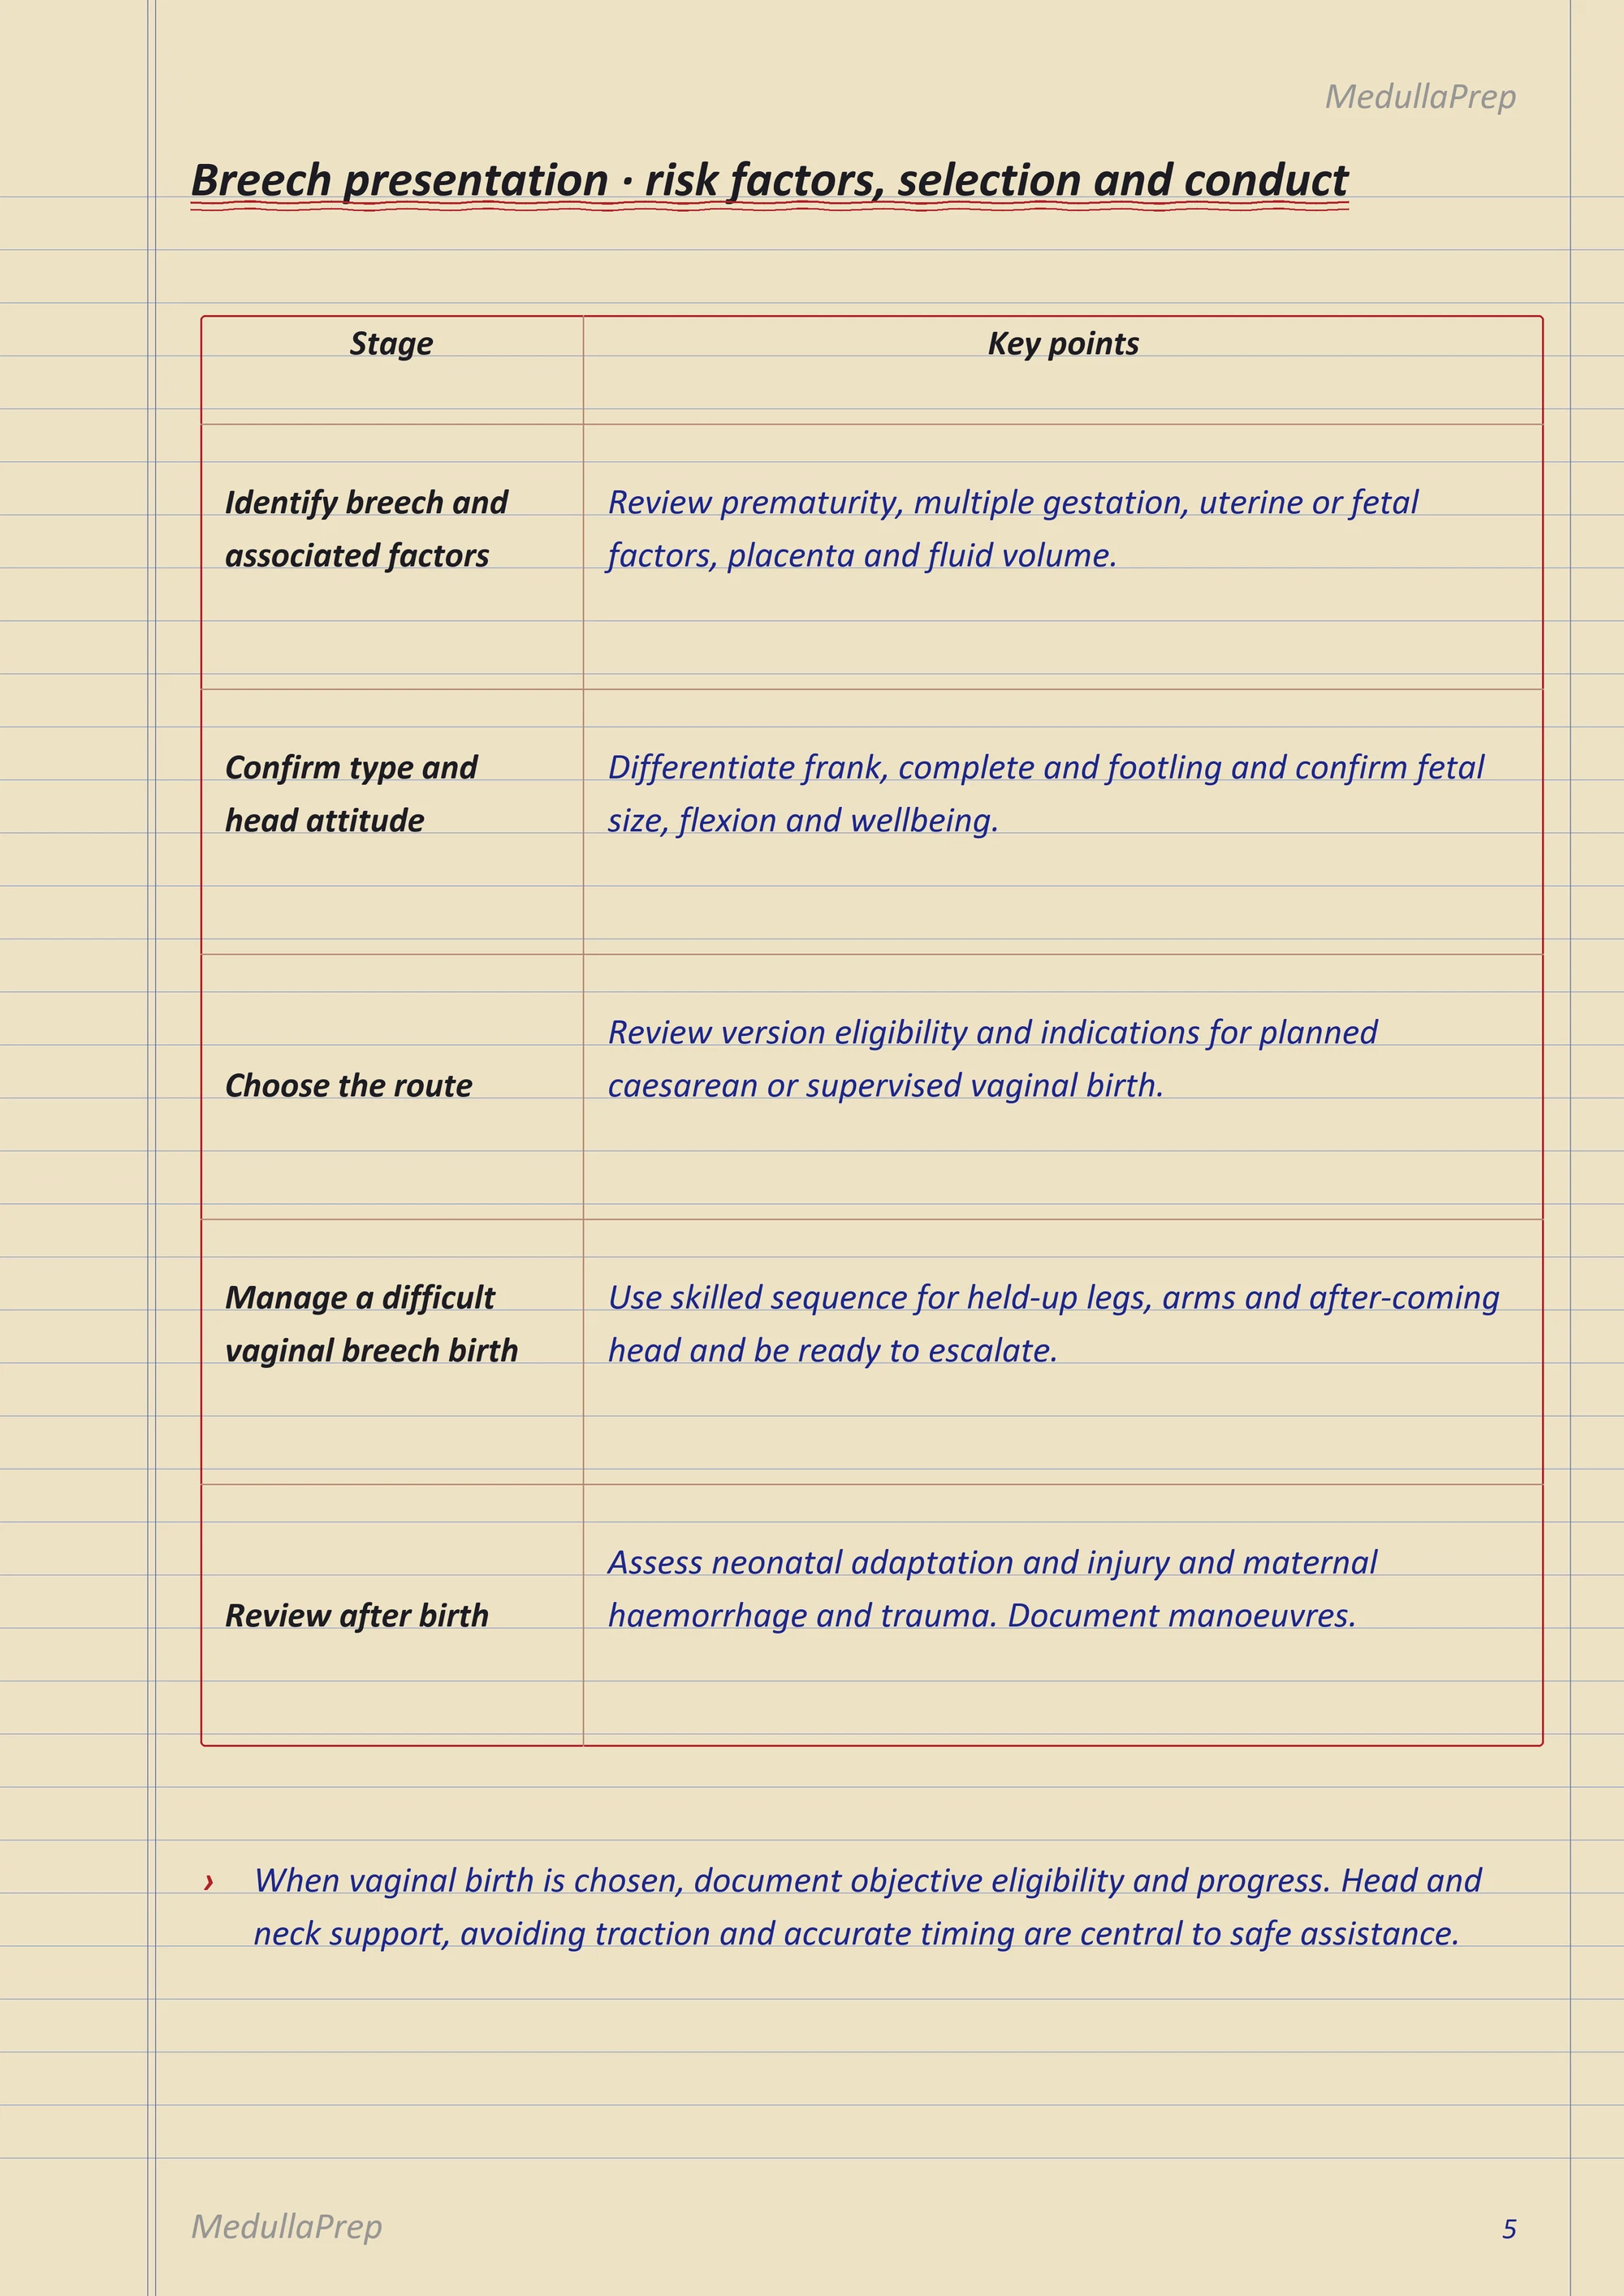 MedullaPrep
Breech presentation · risk factors, selection and conduct
Stage
Key points
Identify breech and
associated factors
Review prematurity, multiple gestation, uterine or fetal
factors, placenta and fluid volume.
Confirm type and
head attitude
Differentiate frank, complete and footling and confirm fetal
size, flexion and wellbeing.
Choose the route
Review version eligibility and indications for planned
caesarean or supervised vaginal birth.
Manage a difficult
vaginal breech birth
Use skilled sequence for held-up legs, arms and after-coming
head and be ready to escalate.
Review after birth
Assess neonatal adaptation and injury and maternal
haemorrhage and trauma. Document manoeuvres.
› When vaginal birth is chosen, document objective eligibility and progress. Head and
neck support, avoiding traction and accurate timing are central to safe assistance.
MedullaPrep
5